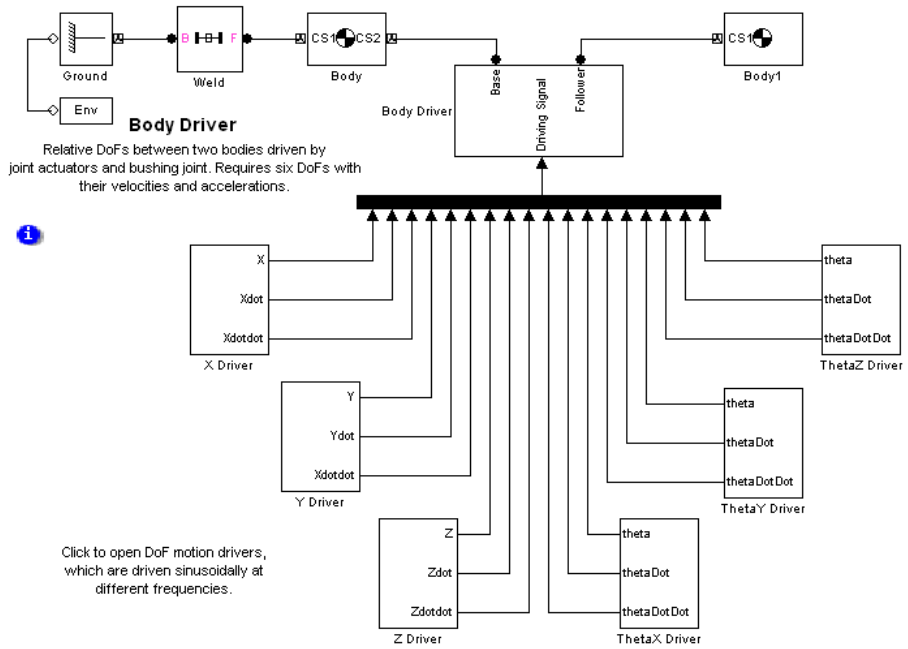 B F
CS1 CS2
CS1
Ground
Weld
Body
Body1
Env
Base
Driving Signal
Follower
Body Driver
Body Driver
Relative DoFs between two bodies driven by
joint actuators and bushing joint. Requires six DoFs with
their velocities and accelerations.
i
X
Xdot
Xdotdot
X Driver
theta
thetaDot
thetaDotDot
ThetaZ Driver
Y
Ydot
Xdotdot
Y Driver
theta
thetaDot
thetaDotDot
ThetaY Driver
Click to open DoF motion drivers,
which are driven sinusoidally at
different frequencies.
Z
Zdot
Zdotdot
Z Driver
theta
thetaDot
thetaDotDot
ThetaX Driver